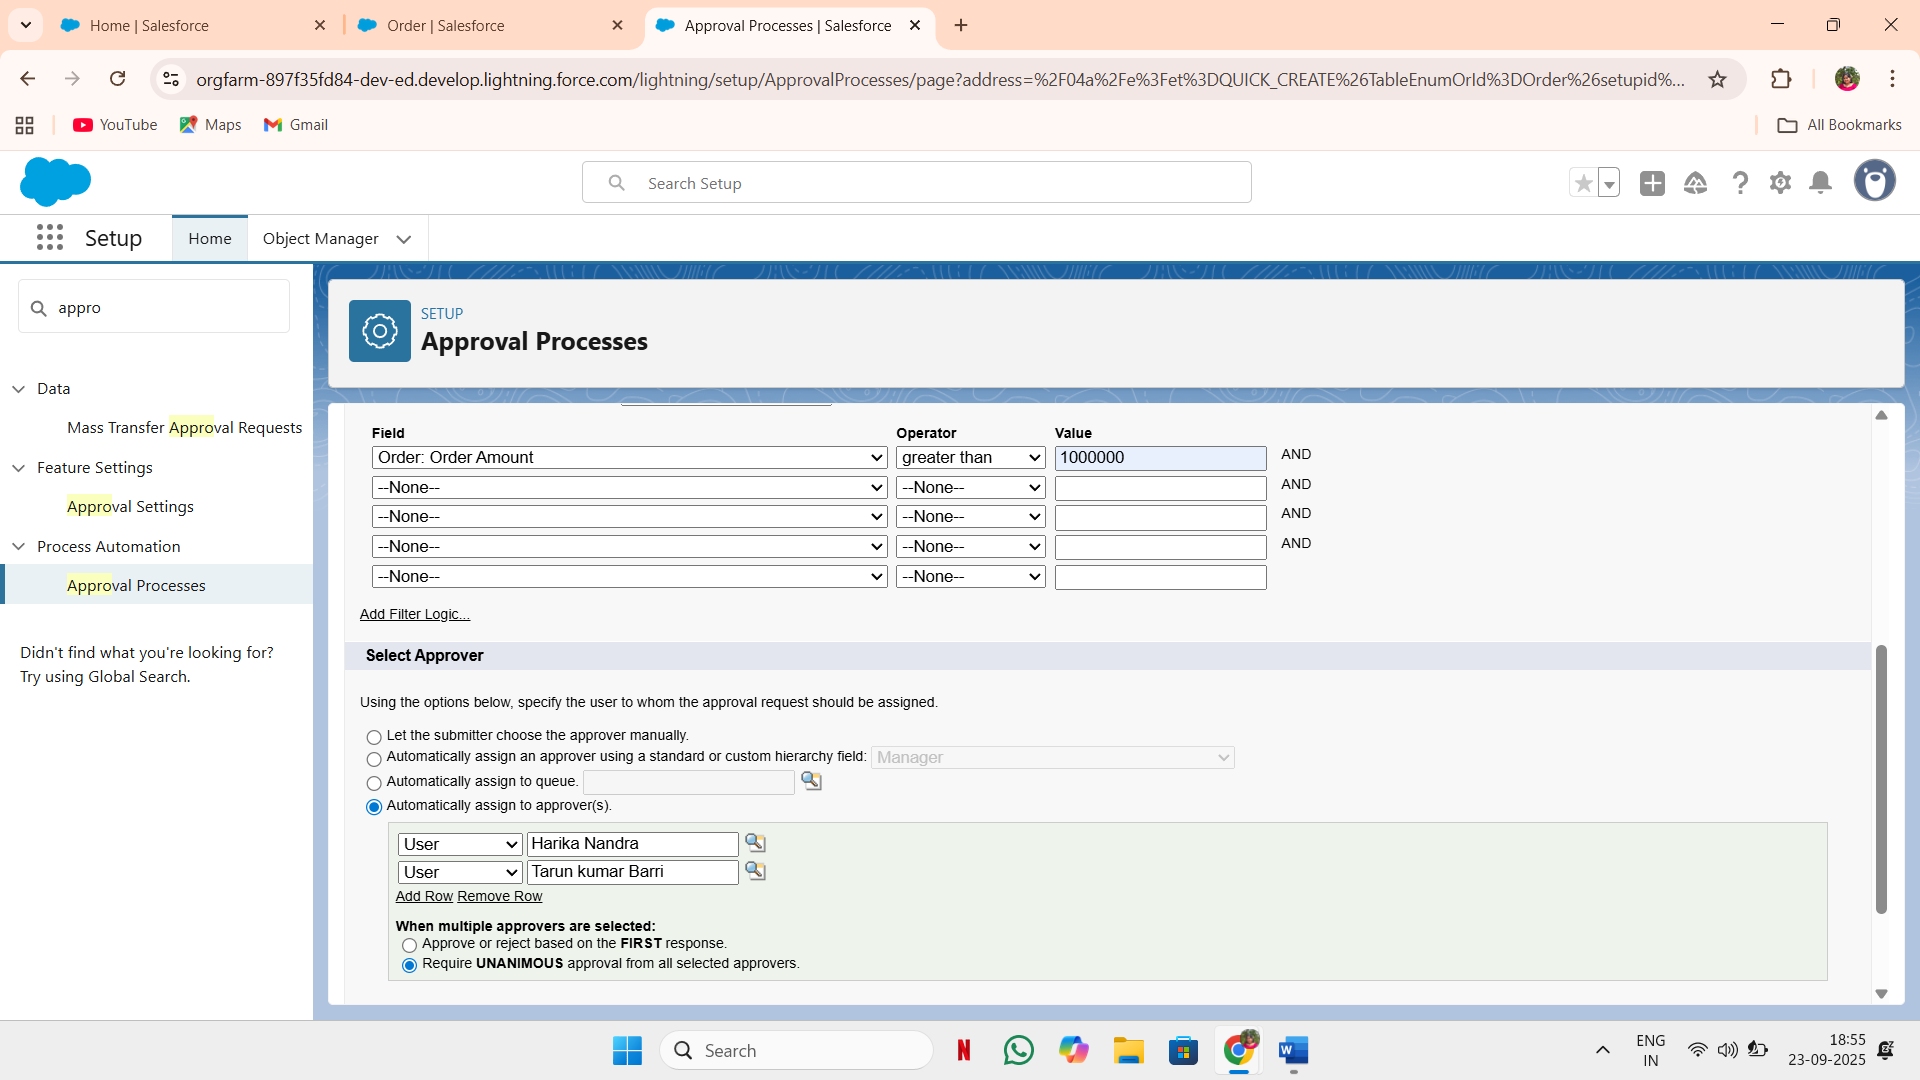 Home | Salesforce
Order | Salesforce
Approval Processes | Salesforce
orgfarm-897f35fd84-dev-ed.develop.lightning.force.com/lightning/setup/ApprovalProcesses/page?address=%2F04a%2Fe%3Fet%3DQUICK_CREATE%26TableEnumOrId%3DOrder%26setupid%...
YouTube
Maps
Gmail
All Bookmarks
Search Setup
Setup
Home
Object Manager
appro
Data
Mass Transfer Approval Requests
Feature Settings
Approval Settings
Process Automation
Approval Processes
Didn't find what you're looking for?
Try using Global Search.
SETUP
Approval Processes
Field Operator Value
Order: Order Amount greater than 1000000 AND
--None-- --None-- AND
--None-- --None-- AND
--None-- --None-- AND
--None-- --None--
Add Filter Logic...
Select Approver
Using the options below, specify the user to whom the approval request should be assigned.
Let the submitter choose the approver manually.
Automatically assign an approver using a standard or custom hierarchy field: Manager
Automatically assign to queue.
Automatically assign to approver(s).
User Harika Nandra
User Tarun kumar Barri
Add Row Remove Row
When multiple approvers are selected:
Approve or reject based on the FIRST response.
Require UNANIMOUS approval from all selected approvers.
Search
ENG
IN
18:55
23-09-2025